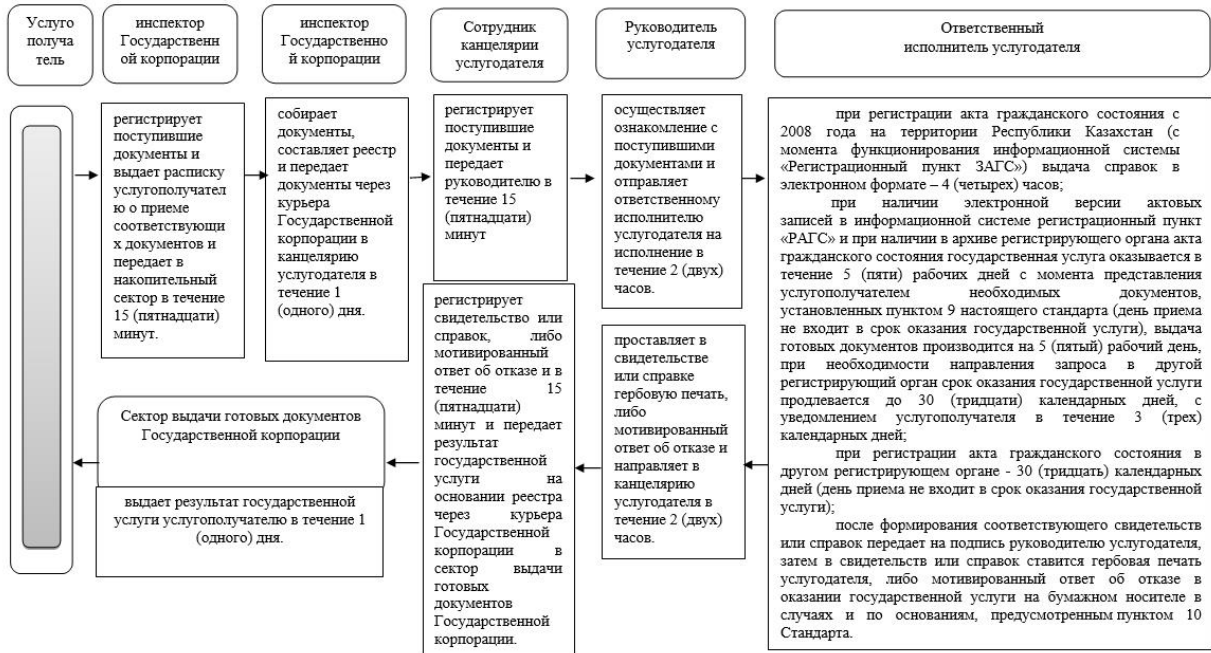 Услуго
получа
тель
инспектор
Государственн
ой корпорации
инспектор
Государственно
й корпорации
Сотрудник
канцелярии
услугодателя
Руководитель
услугодателя
Ответственный
исполнитель услугодателя
регистрирует
поступившие
документы и
выдает расписку
услугополучател
ю о приеме
соответствующи
х документов и
передает в
накопительный
сектор в течение
15 (пятнадцати)
минут.
собирает
документы,
составляет реестр
и передает
документы через
курьера
Государственной
корпорации в
канцелярию
услугодателя в
течение 1
(одного) дня.
регистрирует
поступившие
документы и
передает
руководителю в
течение 15
(пятнадцати)
минут
осуществляет
ознакомление с
поступившими
документами и
отправляет
ответственному
исполнителю
услугодателя на
исполнение в
течение 2 (двух)
часов.
при регистрации акта гражданского состояния с
2008 года на территории Республики Казахстан (с
момента функционирования информационной системы
«Регистрационный пункт ЗАГС») выдача справок в
электронном формате – 4 (четырех) часов;
при наличии электронной версии актовых
записей в информационной системе регистрационный пункт
«РАГС» и при наличии в архиве регистрирующего органа акта
гражданского состояния государственная услуга оказывается в
течение 5 (пяти) рабочих дней с момента представления
услугополучателем необходимых документов,
установленных пунктом 9 настоящего стандарта (день приема
не входит в срок оказания государственной услуги), выдача
готовых документов производится на 5 (пятый) рабочий день,
при необходимости направления запроса в другой
регистрирующий орган срок оказания государственной услуги
продлевается до 30 (тридцати) календарных дней, с
уведомлением услугополучателя в течение 3 (трех)
календарных дней;
при регистрации акта гражданского состояния в
другом регистрирующем органе - 30 (тридцать) календарных
дней (день приема не входит в срок оказания государственной
услуги);
после формирования соответствующего свидетельств
или справок передает на подпись руководителю услугодателя,
затем в свидетельств или справок ставится гербовая печать
услугодателя, либо мотивированный ответ об отказе в
оказании государственной услуги на бумажном носителе в
случаях и по основаниям, предусмотренным пунктом 10
Стандарта.
проставляет в
свидетельстве
или справке
гербовую печать,
либо
мотивированный
ответ об отказе и
направляет в
канцелярию
услугодателя в
течение 2 (двух)
часов.
регистрирует
свидетельство или
справок, либо
мотивированный
ответ об отказе и в
течение 15
(пятнадцати)
минут и передает
результат
государственной
услуги на
основании реестра
через курьера
Государственной
корпорации в
сектор выдачи
готовых
документов
Государственной
корпорации.
Сектор выдачи готовых документов
Государственной корпорации
выдает результат государственной
услуги услугополучателю в течение 1
(одного) дня.